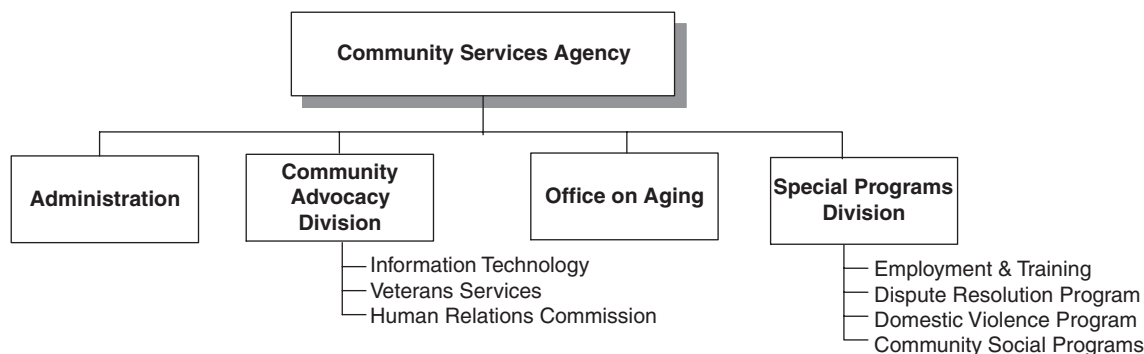 Community Services Agency
Administration
Community
Advocacy
Division
Office on Aging
Special Programs
Division
Information Technology
Veterans Services
Human Relations Commission
Employment & Training
Dispute Resolution Program
Domestic Violence Program
Community Social Programs